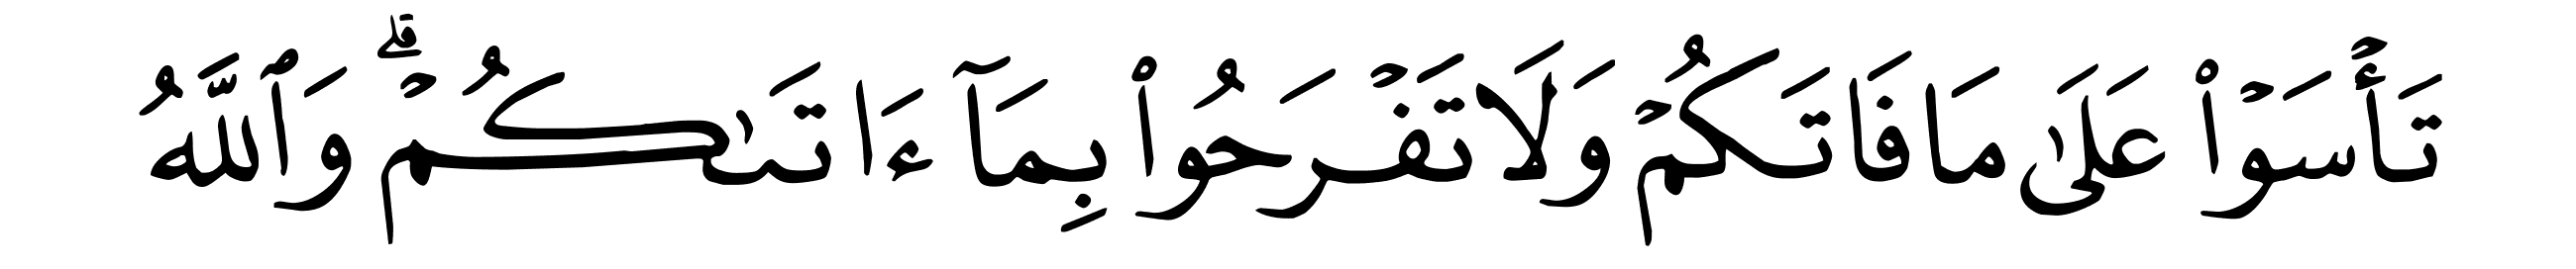 تَأْسَوْا۟ عَلَىٰ مَا فَاتَكُمْ وَلَا تَفْرَحُوا۟ بِمَآ ءَاتَىٰكُمْ ۗ وَٱللَّهُ